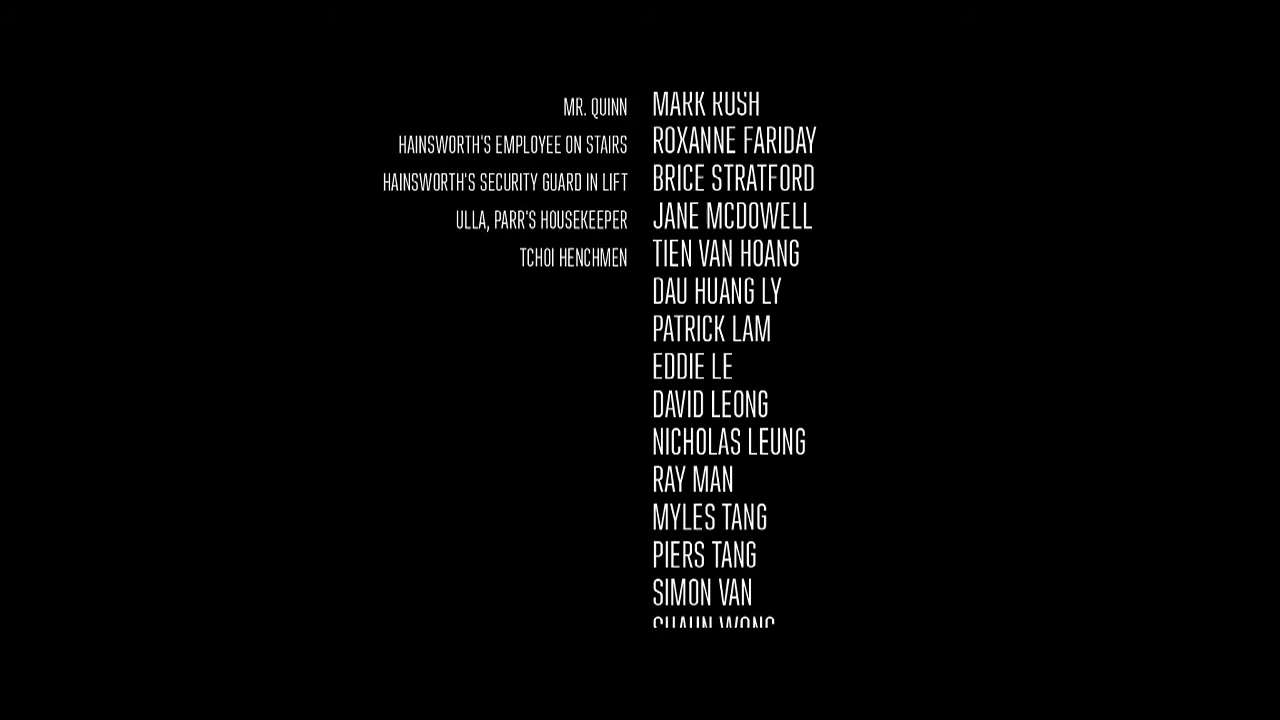 MR. QUINN MARK RUSH
HAINSWORTH'S EMPLOYEE ON STAIRS ROXANNE FARIDAY
HAINSWORTH'S SECURITY GUARD IN LIFT BRICE STRATFORD
ULLA, PARR'S HOUSEKEEPER JANE MCDOWELL
TCHOI HENCHMEN TIEN VAN HOANG
DAU HUANG LY
PATRICK LAM
EDDIE LE
DAVID LEONG
NICHOLAS LEUNG
RAY MAN
MYLES TANG
PIERS TANG
SIMON VAN
SHAUN WONG